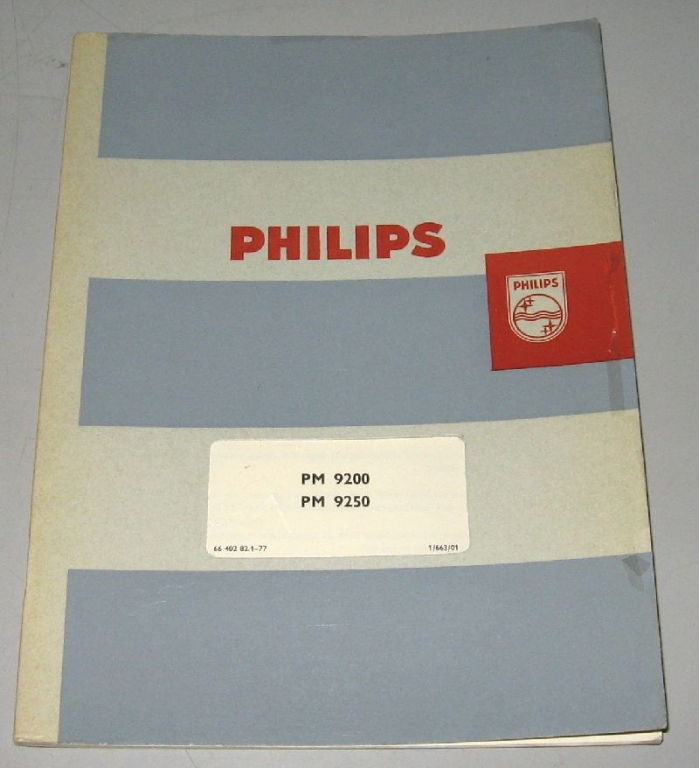 PHILIPS
PHILIPS
PM 9200
PM 9250
66 402 82.1-77
1/663/01